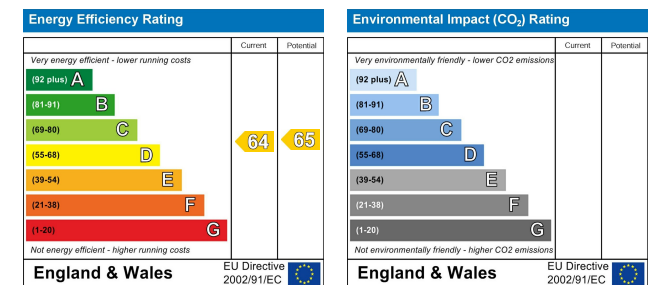 Energy Efficiency Rating
Current Potential
Very energy efficient - lower running costs
(92 plus) A
(81-91) B
(69-80) C
(55-68) D
(39-54) E
(21-38) F
(1-20) G
64 65
Not energy efficient - higher running costs
England & Wales
EU Directive
2002/91/EC
Environmental Impact (CO₂) Rating
Current Potential
Very environmentally friendly - lower CO2 emissions
(92 plus) A
(81-91) B
(69-80) C
(55-68) D
(39-54) E
(21-38) F
(1-20) G
Not environmentally friendly - higher CO2 emissions
England & Wales
EU Directive
2002/91/EC